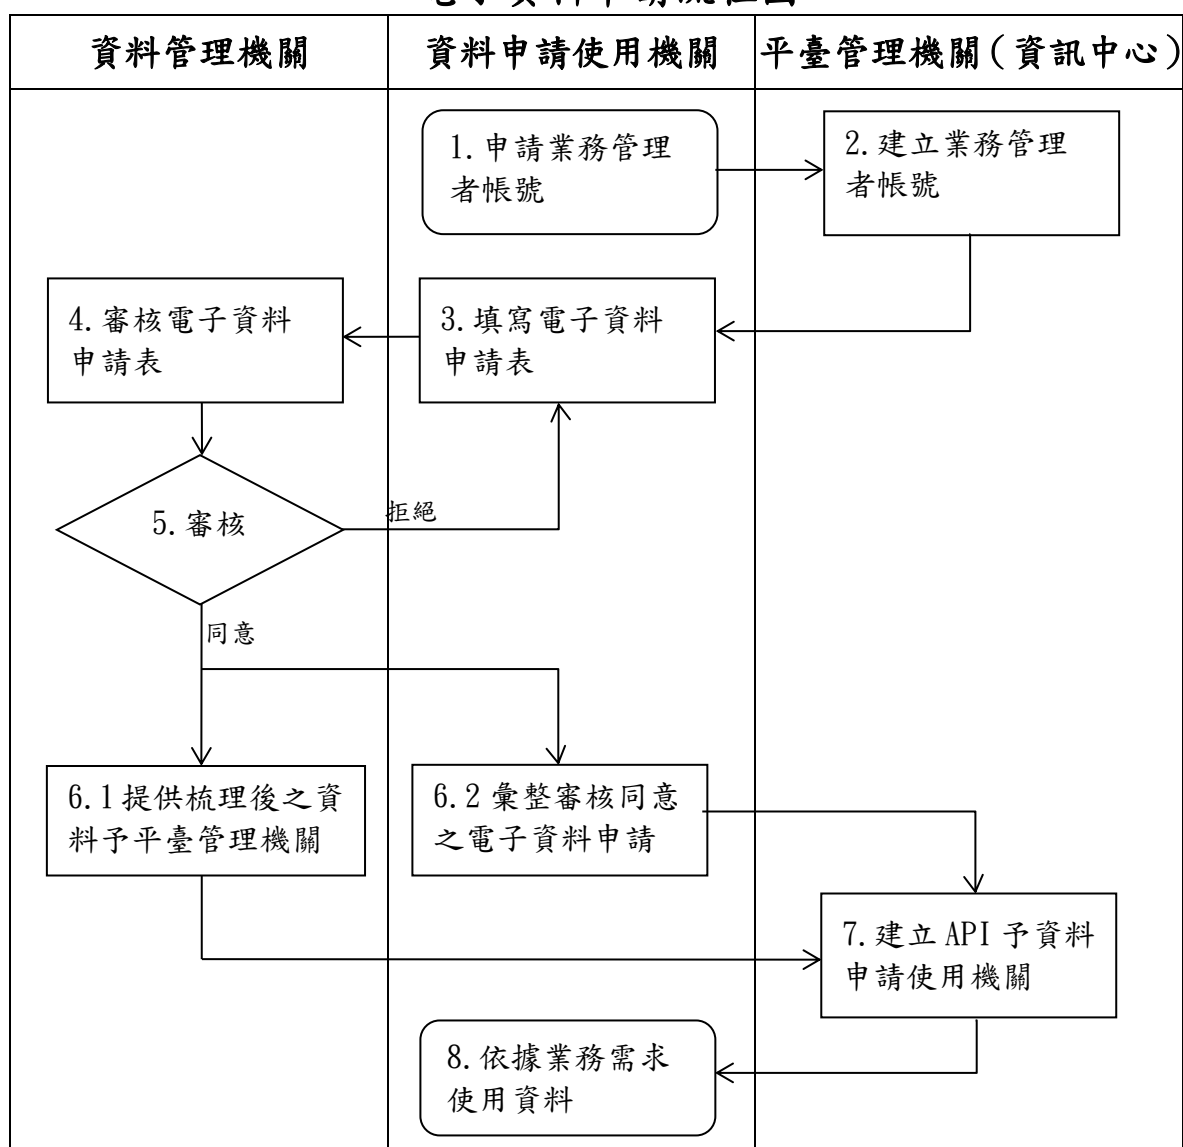 資料管理機關
資料申請使用機關
平臺管理機關(資訊中心)
1.申請業務管理
者帳號
2.建立業務管理
者帳號
3.填寫電子資料
申請表
4.審核電子資料
申請表
5.審核
拒絕
同意
6.1提供梳理後之資
料予平臺管理機關
6.2彙整審核同意
之電子資料申請
7.建立 API 予資料
申請使用機關
8.依據業務需求
使用資料